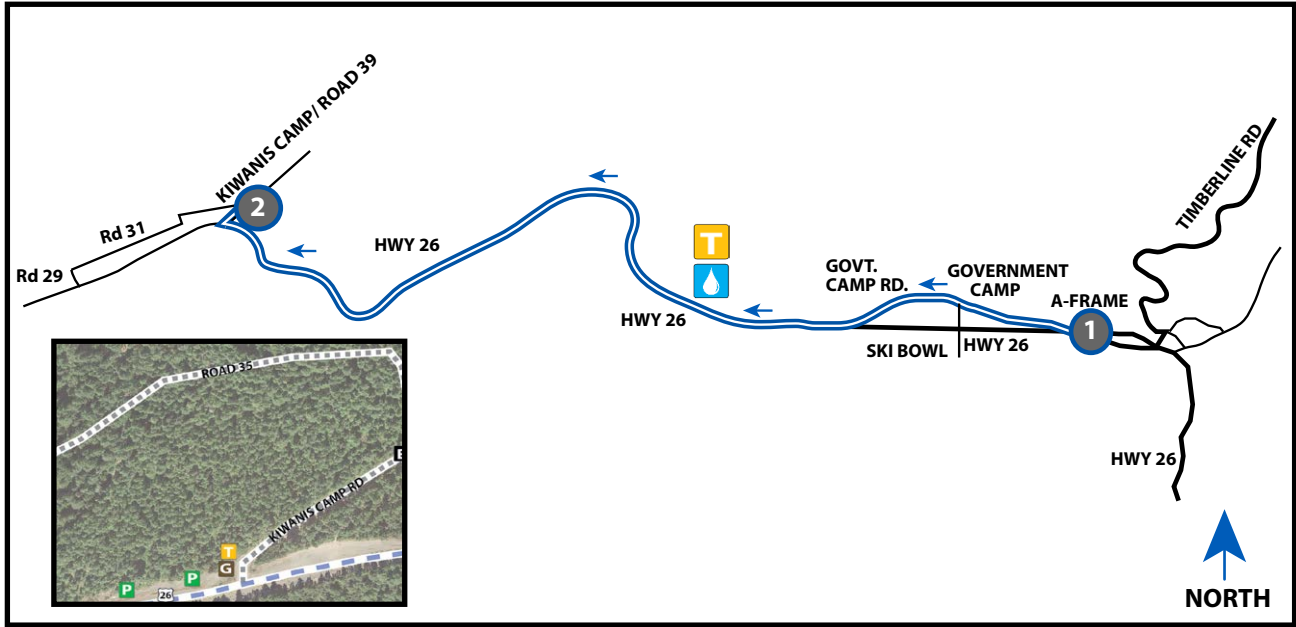 KIWANIS CAMP/ ROAD 39
2
Rd 31
Rd 29
HWY 26
T
HWY 26
GOVT.
CAMP RD.
GOVERNMENT
CAMP
A-FRAME
1
SKI BOWL
HWY 26
TIMBERLINE RD
HWY 26
NORTH
ROAD 35
KIWANIS CAMP RD
T
G
P
P
26